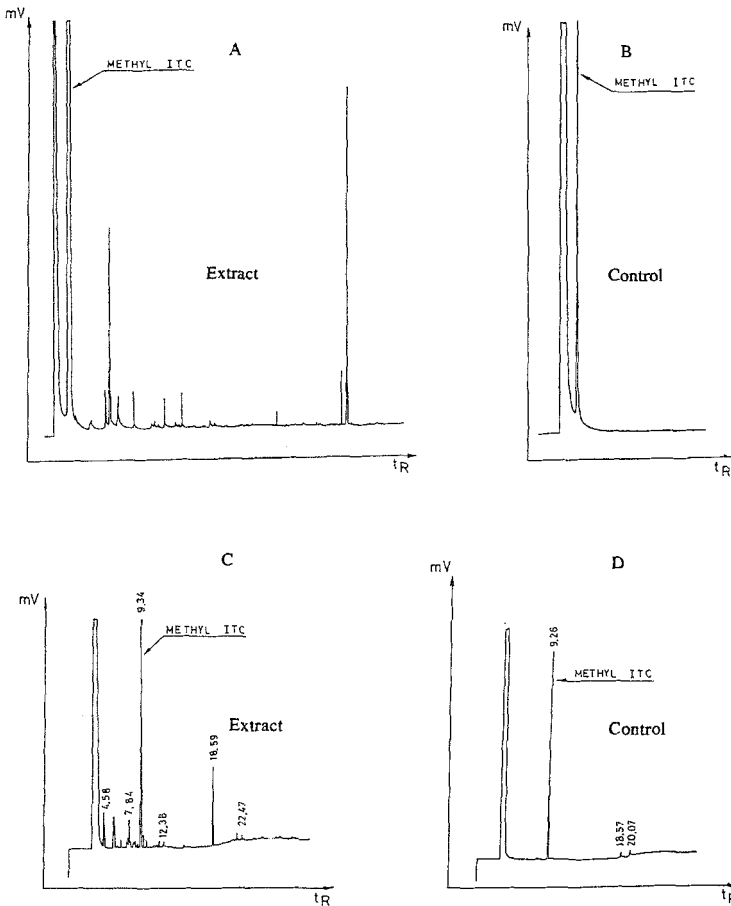 mV
A
METHYL ITC
Extract
tR
mV
B
METHYL ITC
Control
tR
C
mV
9,34
METHYL ITC
Extract
4,58
7,84
12,38
18,59
22,47
tR
D
mV
9,26
METHYL ITC
Control
18,57
20,07
tR